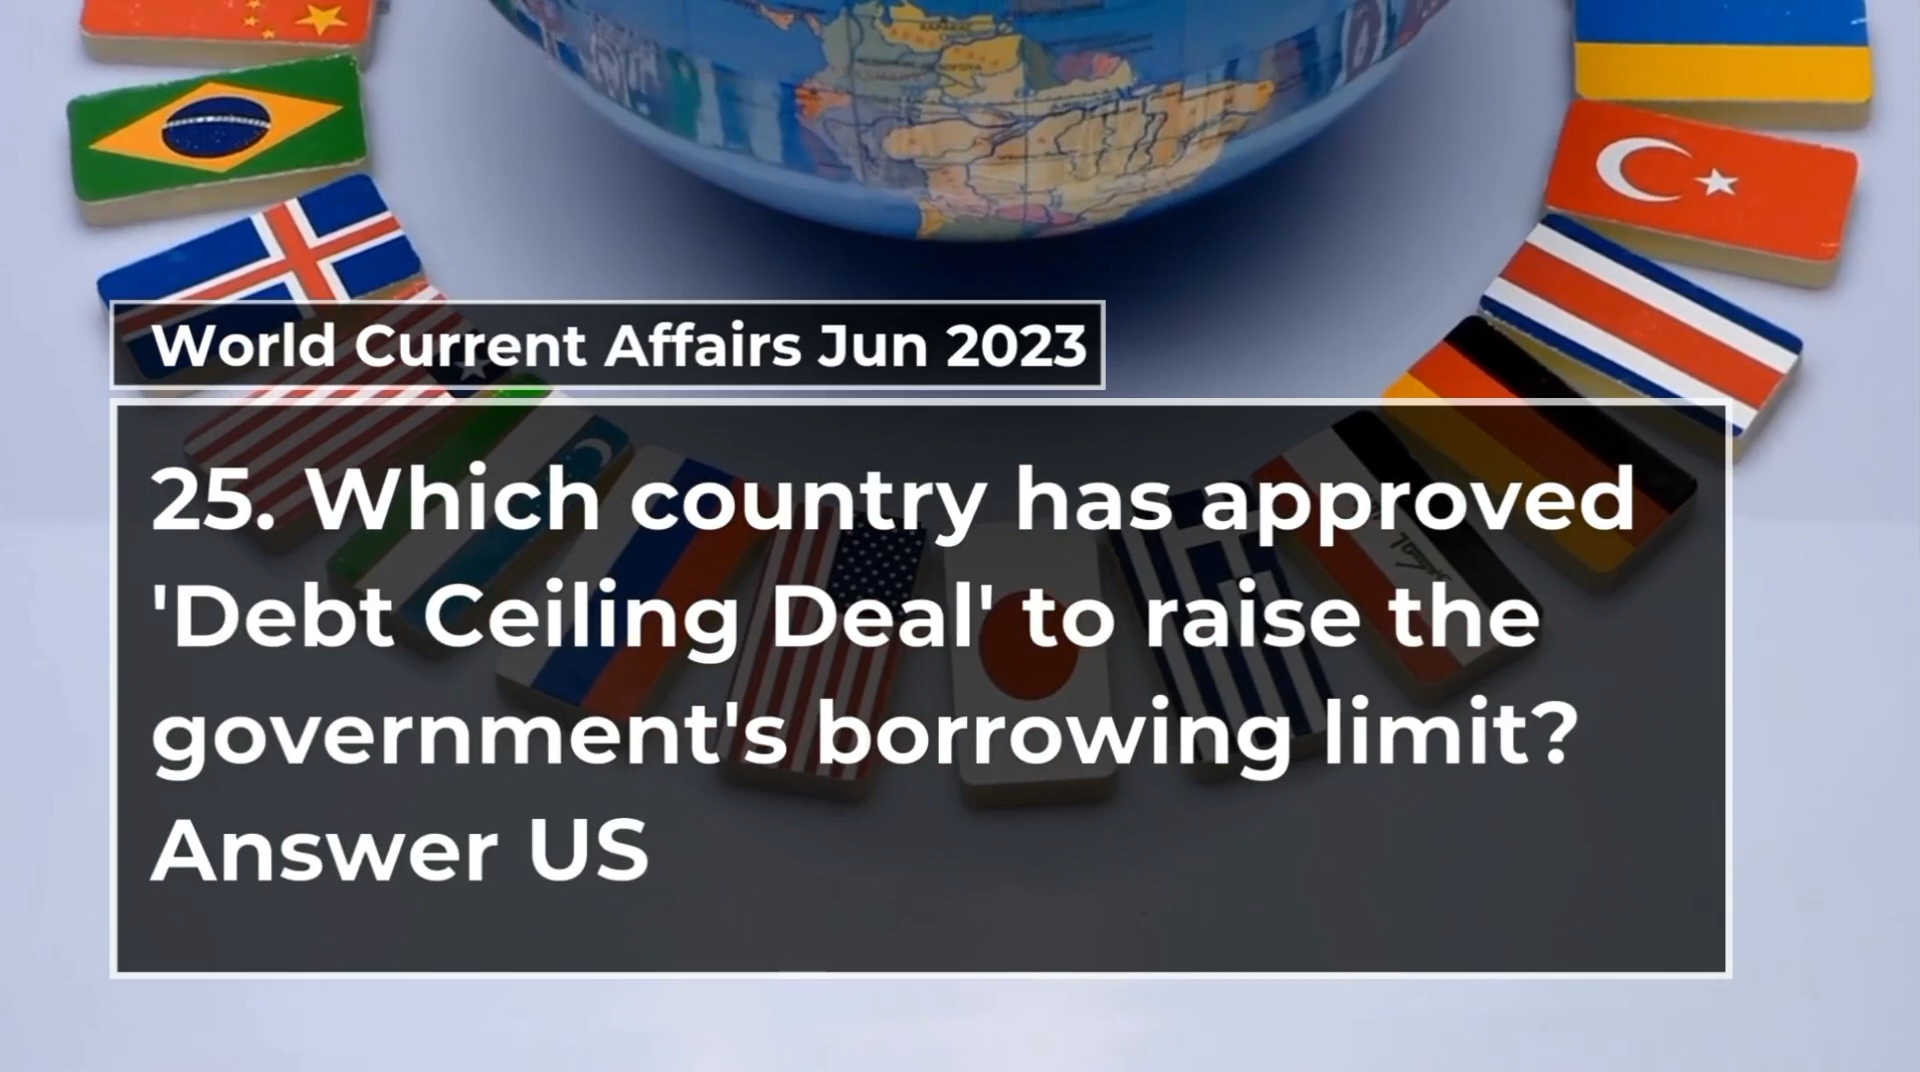 World Current Affairs Jun 2023
25. Which country has approved
'Debt Ceiling Deal' to raise the
government's borrowing limit?
Answer US